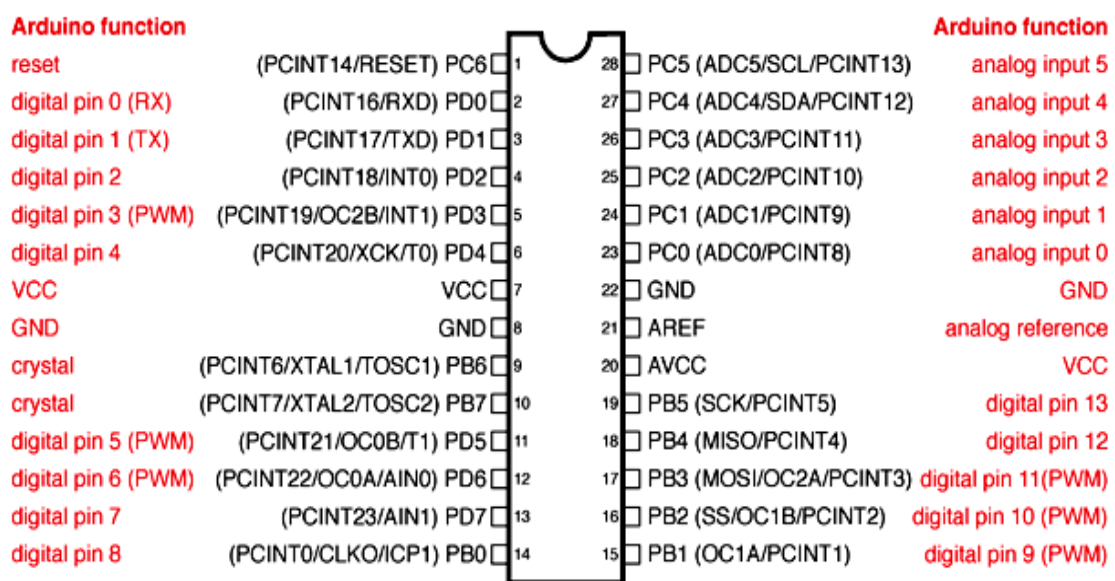 Arduino function Arduino function
reset (PCINT14/RESET) PC6 1 28 PC5 (ADC5/SCL/PCINT13) analog input 5
digital pin 0 (RX) (PCINT16/RXD) PD0 2 27 PC4 (ADC4/SDA/PCINT12) analog input 4
digital pin 1 (TX) (PCINT17/TXD) PD1 3 26 PC3 (ADC3/PCINT11) analog input 3
digital pin 2 (PCINT18/INT0) PD2 4 25 PC2 (ADC2/PCINT10) analog input 2
digital pin 3 (PWM) (PCINT19/OC2B/INT1) PD3 5 24 PC1 (ADC1/PCINT9) analog input 1
digital pin 4 (PCINT20/XCK/T0) PD4 6 23 PC0 (ADC0/PCINT8) analog input 0
VCC VCC 7 22 GND GND
GND GND 8 21 AREF analog reference
crystal (PCINT6/XTAL1/TOSC1) PB6 9 20 AVCC VCC
crystal (PCINT7/XTAL2/TOSC2) PB7 10 19 PB5 (SCK/PCINT5) digital pin 13
digital pin 5 (PWM) (PCINT21/OC0B/T1) PD5 11 18 PB4 (MISO/PCINT4) digital pin 12
digital pin 6 (PWM) (PCINT22/OC0A/AIN0) PD6 12 17 PB3 (MOSI/OC2A/PCINT3) digital pin 11(PWM)
digital pin 7 (PCINT23/AIN1) PD7 13 16 PB2 (SS/OC1B/PCINT2) digital pin 10 (PWM)
digital pin 8 (PCINT0/CLKO/ICP1) PB0 14 15 PB1 (OC1A/PCINT1) digital pin 9 (PWM)